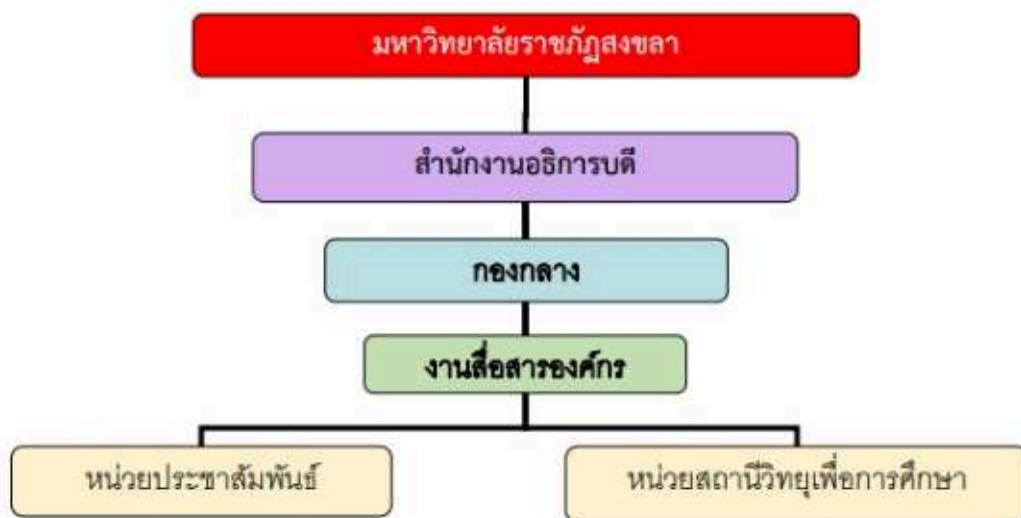 มหาวิทยาลัยราชภัฏสงขลา
สำนักงานอธิการบดี
กองกลาง
งานสื่อสารองค์กร
หน่วยประชาสัมพันธ์
หน่วยสถานีวิทยุเพื่อการศึกษา